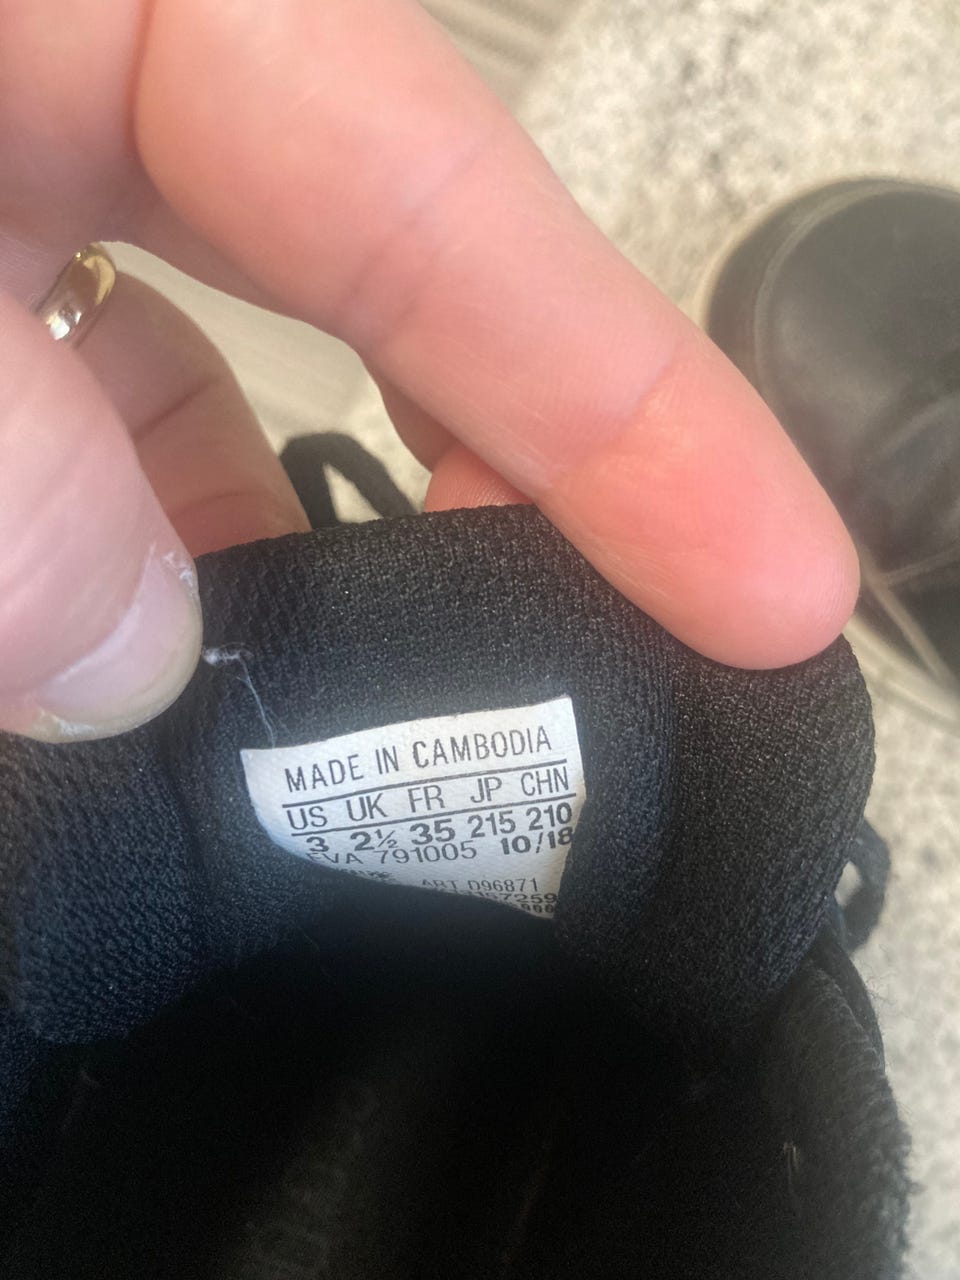 MADE IN CAMBODIA
US UK FR JP CHN
3 2½ 35 215 210
EVA 791005 10/18
ART D96871